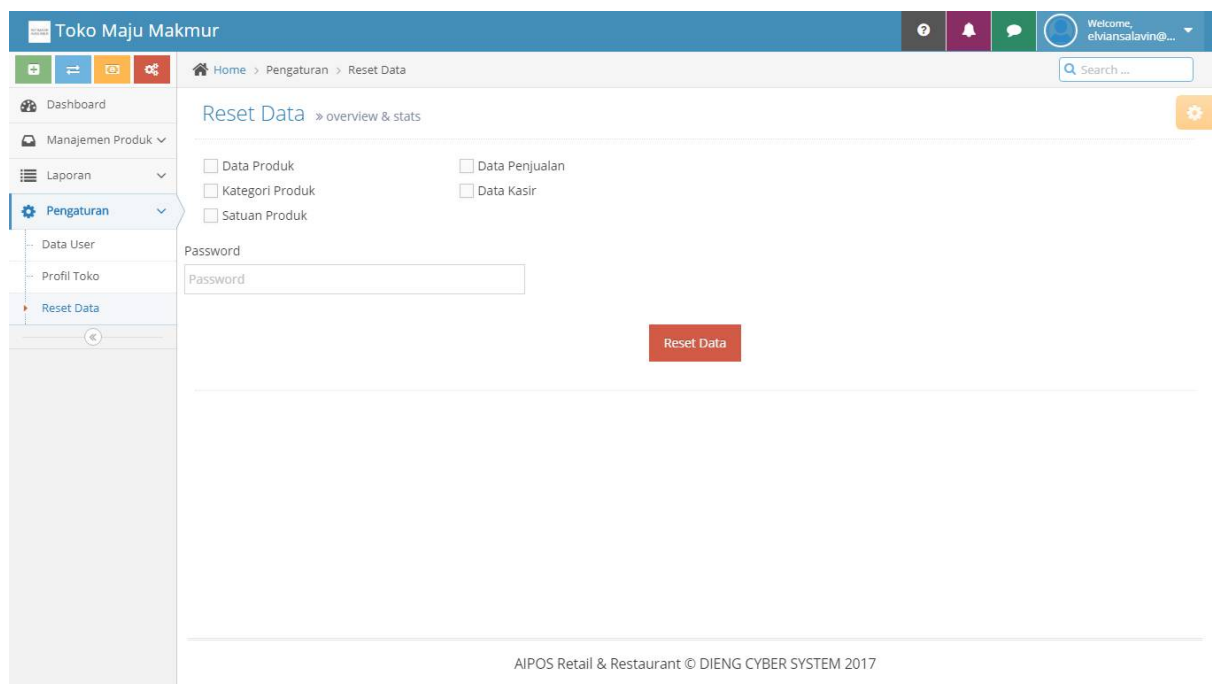 Toko Maju Makmur
Welcome,
elviansalavin@...
Home > Pengaturan > Reset Data
Search ...
Dashboard
Manajemen Produk
Laporan
Pengaturan
Data User
Profil Toko
Reset Data
Reset Data » overview & stats
Data Produk
Data Penjualan
Kategori Produk
Data Kasir
Satuan Produk
Password
Password
Reset Data
AIPOS Retail & Restaurant © DIENG CYBER SYSTEM 2017